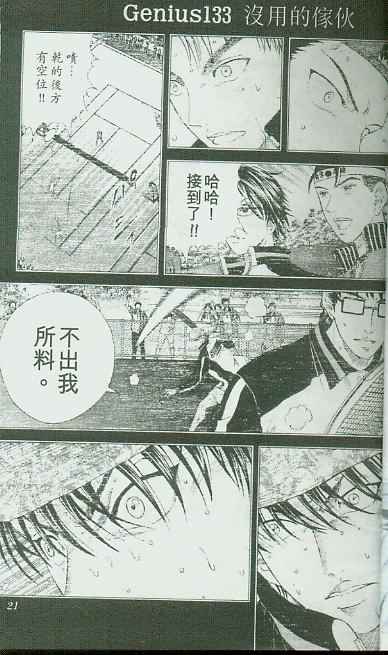 Genius133 沒用的傢伙
嘖…
乾的後方
有空位!!
哈哈!
接到了!!
不出我
所料。
21